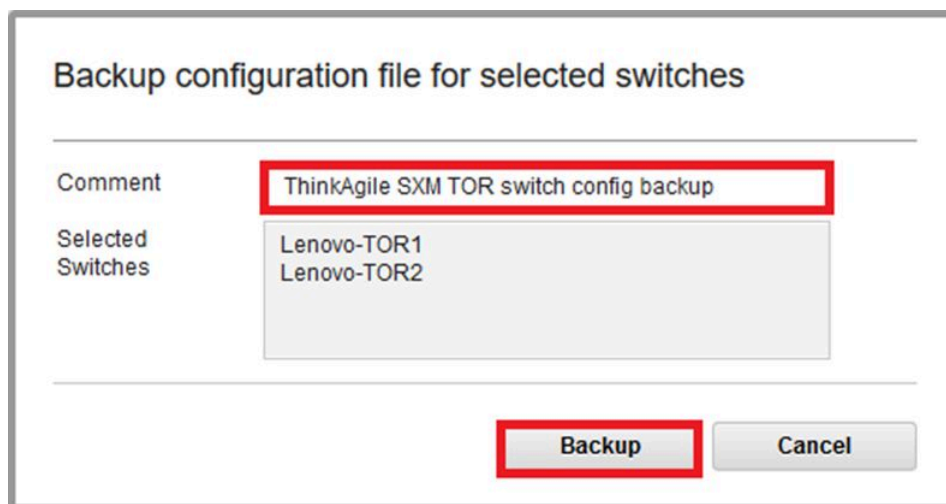 Backup configuration file for selected switches
Comment
ThinkAgile SXM TOR switch config backup
Selected
Switches
Lenovo-TOR1
Lenovo-TOR2
Backup
Cancel